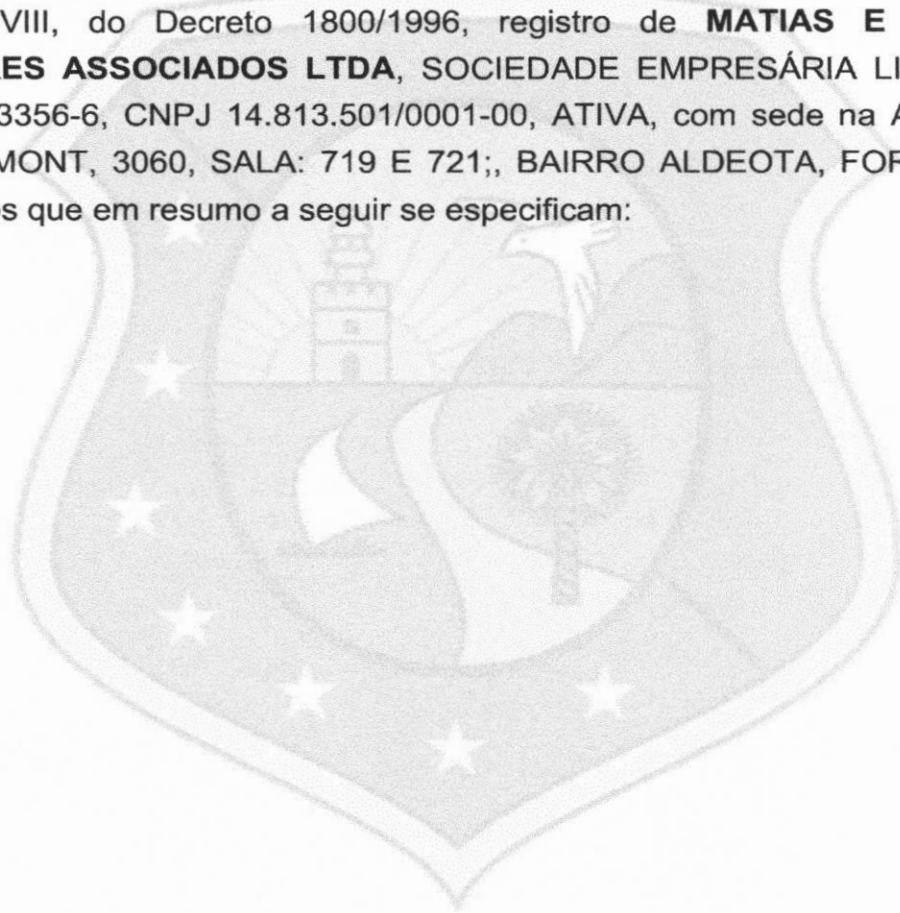 VIII, do Decreto 1800/1996, registro de MATIAS E
ES ASSOCIADOS LTDA, SOCIEDADE EMPRESÁRIA LI
3356-6, CNPJ 14.813.501/0001-00, ATIVA, com sede na A
MONT, 3060, SALA: 719 E 721;, BAIRRO ALDEOTA, FOR
s que em resumo a seguir se especificam: